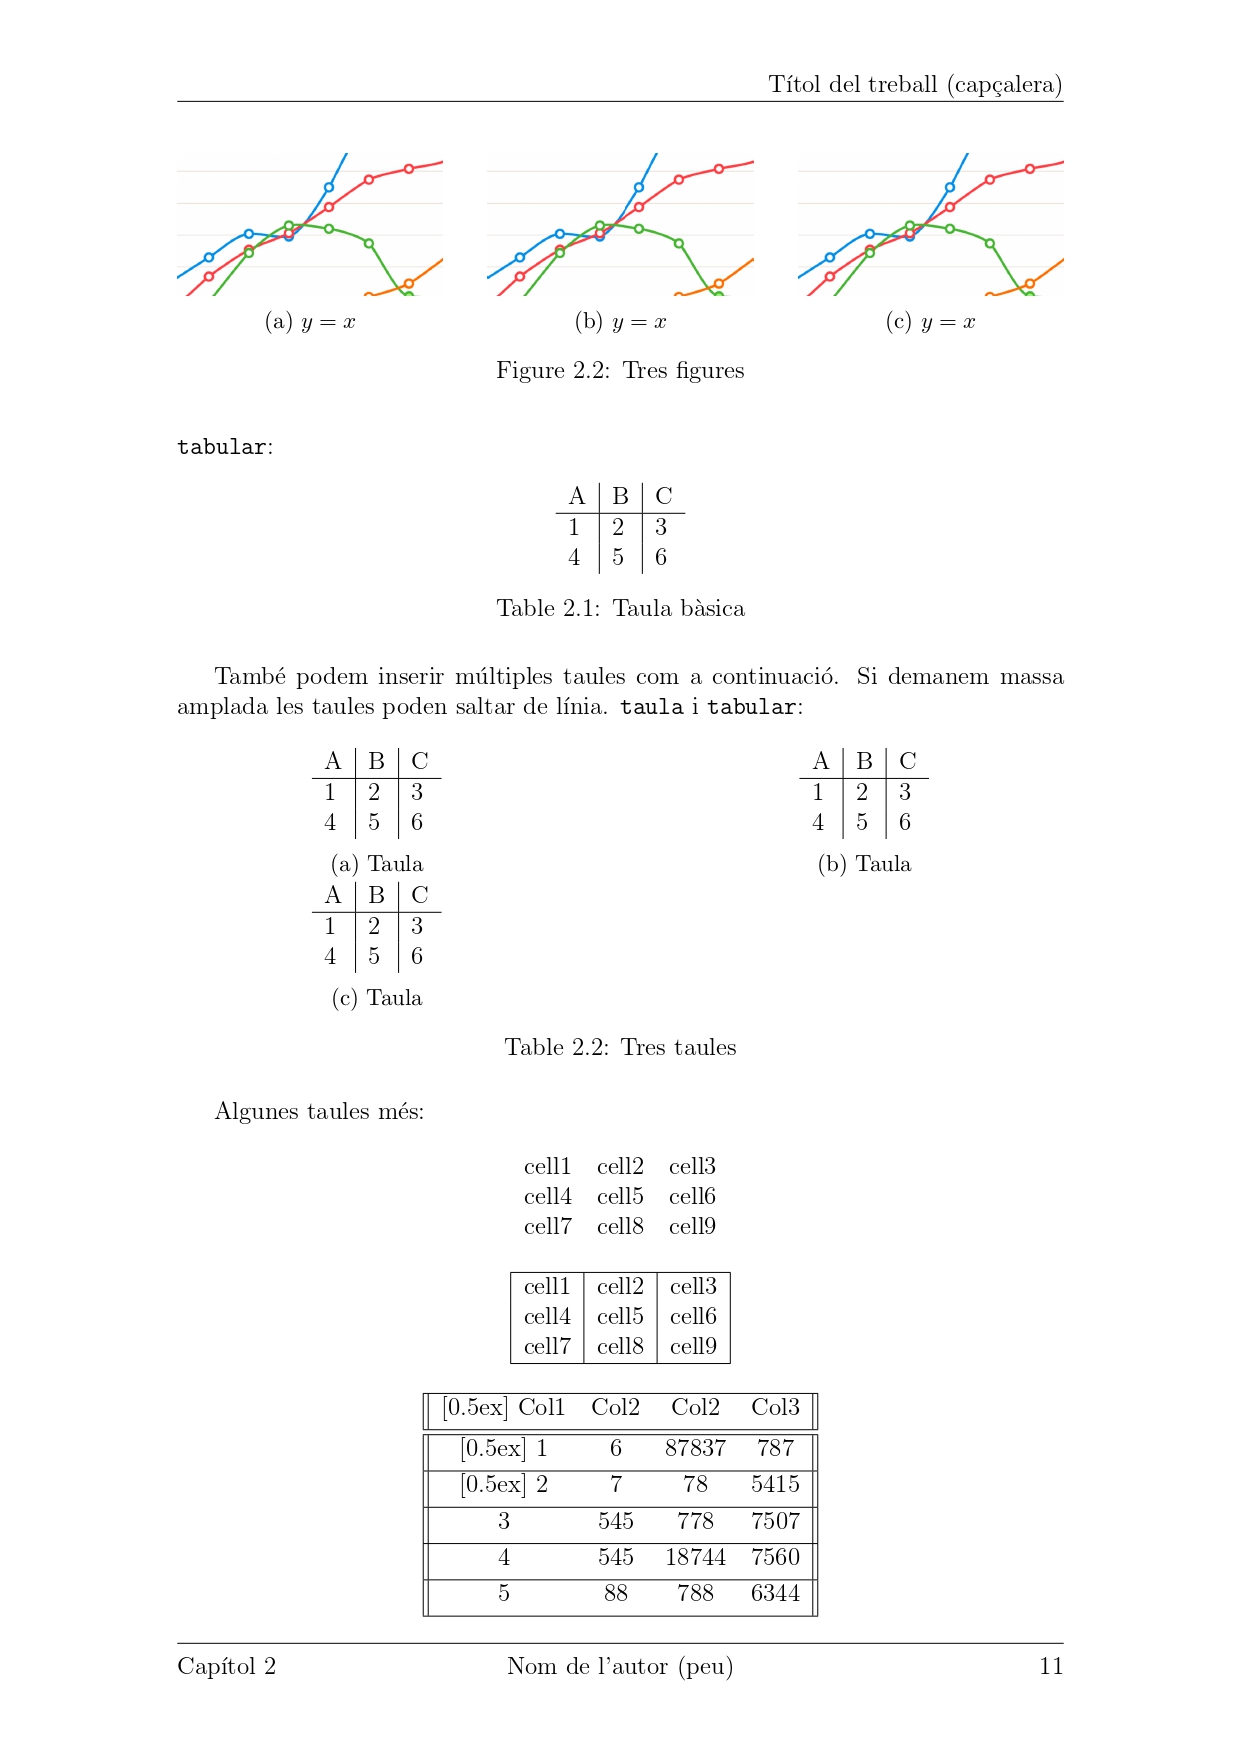 Títol del treball (capçalera)
(a) y = x (b) y = x (c) y = x
Figure 2.2: Tres figures
tabular:
A B C
1 2 3
4 5 6
Table 2.1: Taula bàsica
També podem inserir múltiples taules com a continuació. Si demanem massa
amplada les taules poden saltar de línia. taula i tabular:
A B C A B C
1 2 3 1 2 3
4 5 6 4 5 6
(a) Taula (b) Taula
A B C
1 2 3
4 5 6
(c) Taula
Table 2.2: Tres taules
Algunes taules més:
cell1 cell2 cell3
cell4 cell5 cell6
cell7 cell8 cell9
cell1 cell2 cell3
cell4 cell5 cell6
cell7 cell8 cell9
[0.5ex] Col1 Col2 Col2 Col3
[0.5ex] 1 6 87837 787
[0.5ex] 2 7 78 5415
3 545 778 7507
4 545 18744 7560
5 88 788 6344
Capítol 2 Nom de l'autor (peu) 11